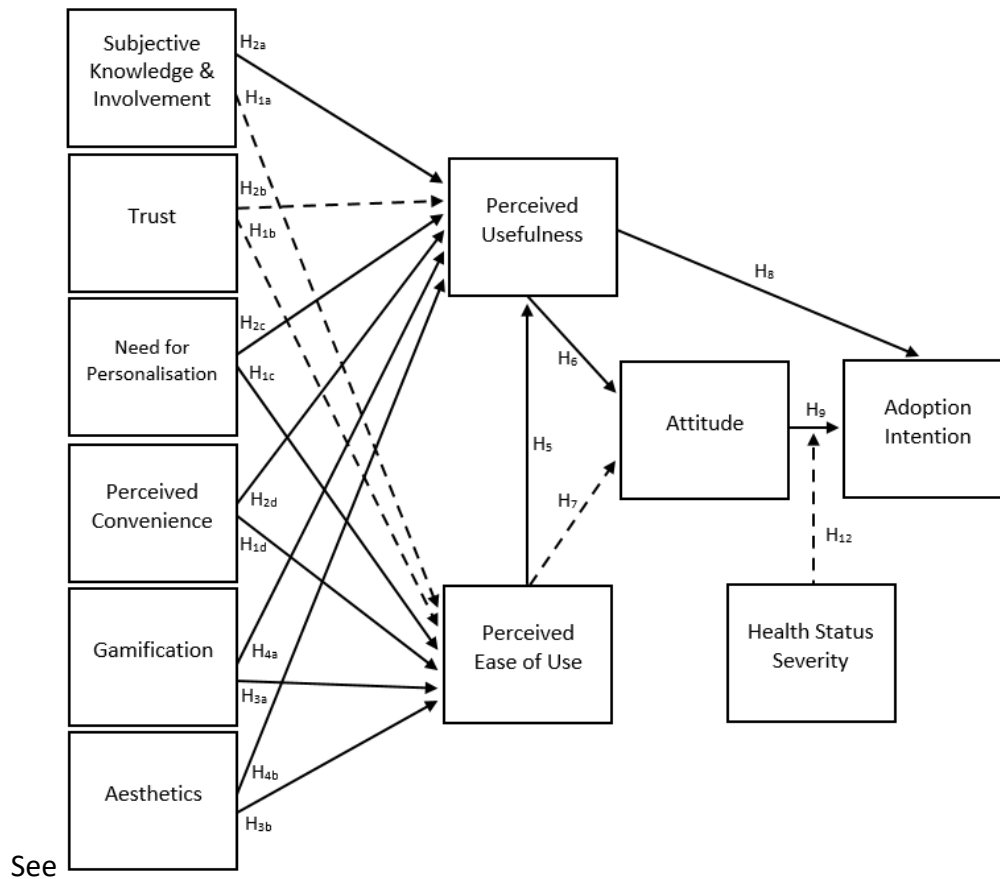 Subjective
Knowledge &
Involvement
H₂ₐ
H₁ₐ
Trust
H₂b
H₁b
Need for
Personalisation
H₂c
H₁c
Perceived
Convenience
H₂d
H₁d
Gamification
H₄ₐ
H₃ₐ
Aesthetics
H₄b
H₃b
Perceived
Usefulness
H₈
H₆
H₅
H₇
Perceived
Ease of Use
Attitude
H₉
Adoption
Intention
H₁₂
Health Status
Severity
See